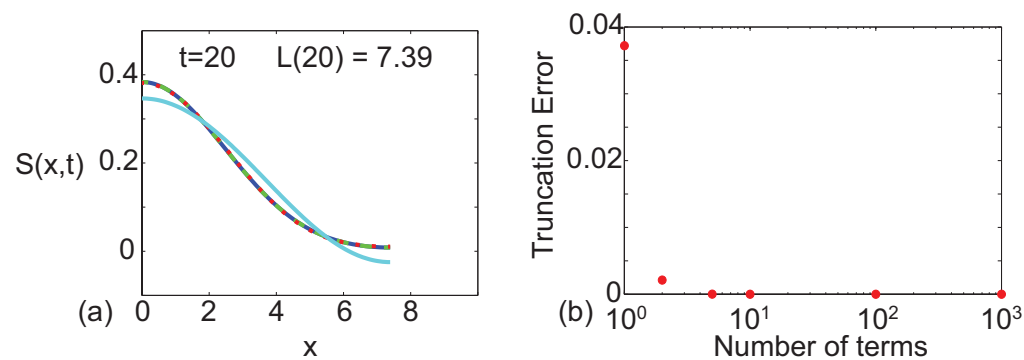 t=20 L(20) = 7.39
S(x,t)
0.4
0.2
0
0 2 4 6 8
x
(a)
Truncation Error
0.04
0.02
0
10^0 10^1 10^2 10^3
Number of terms
(b)